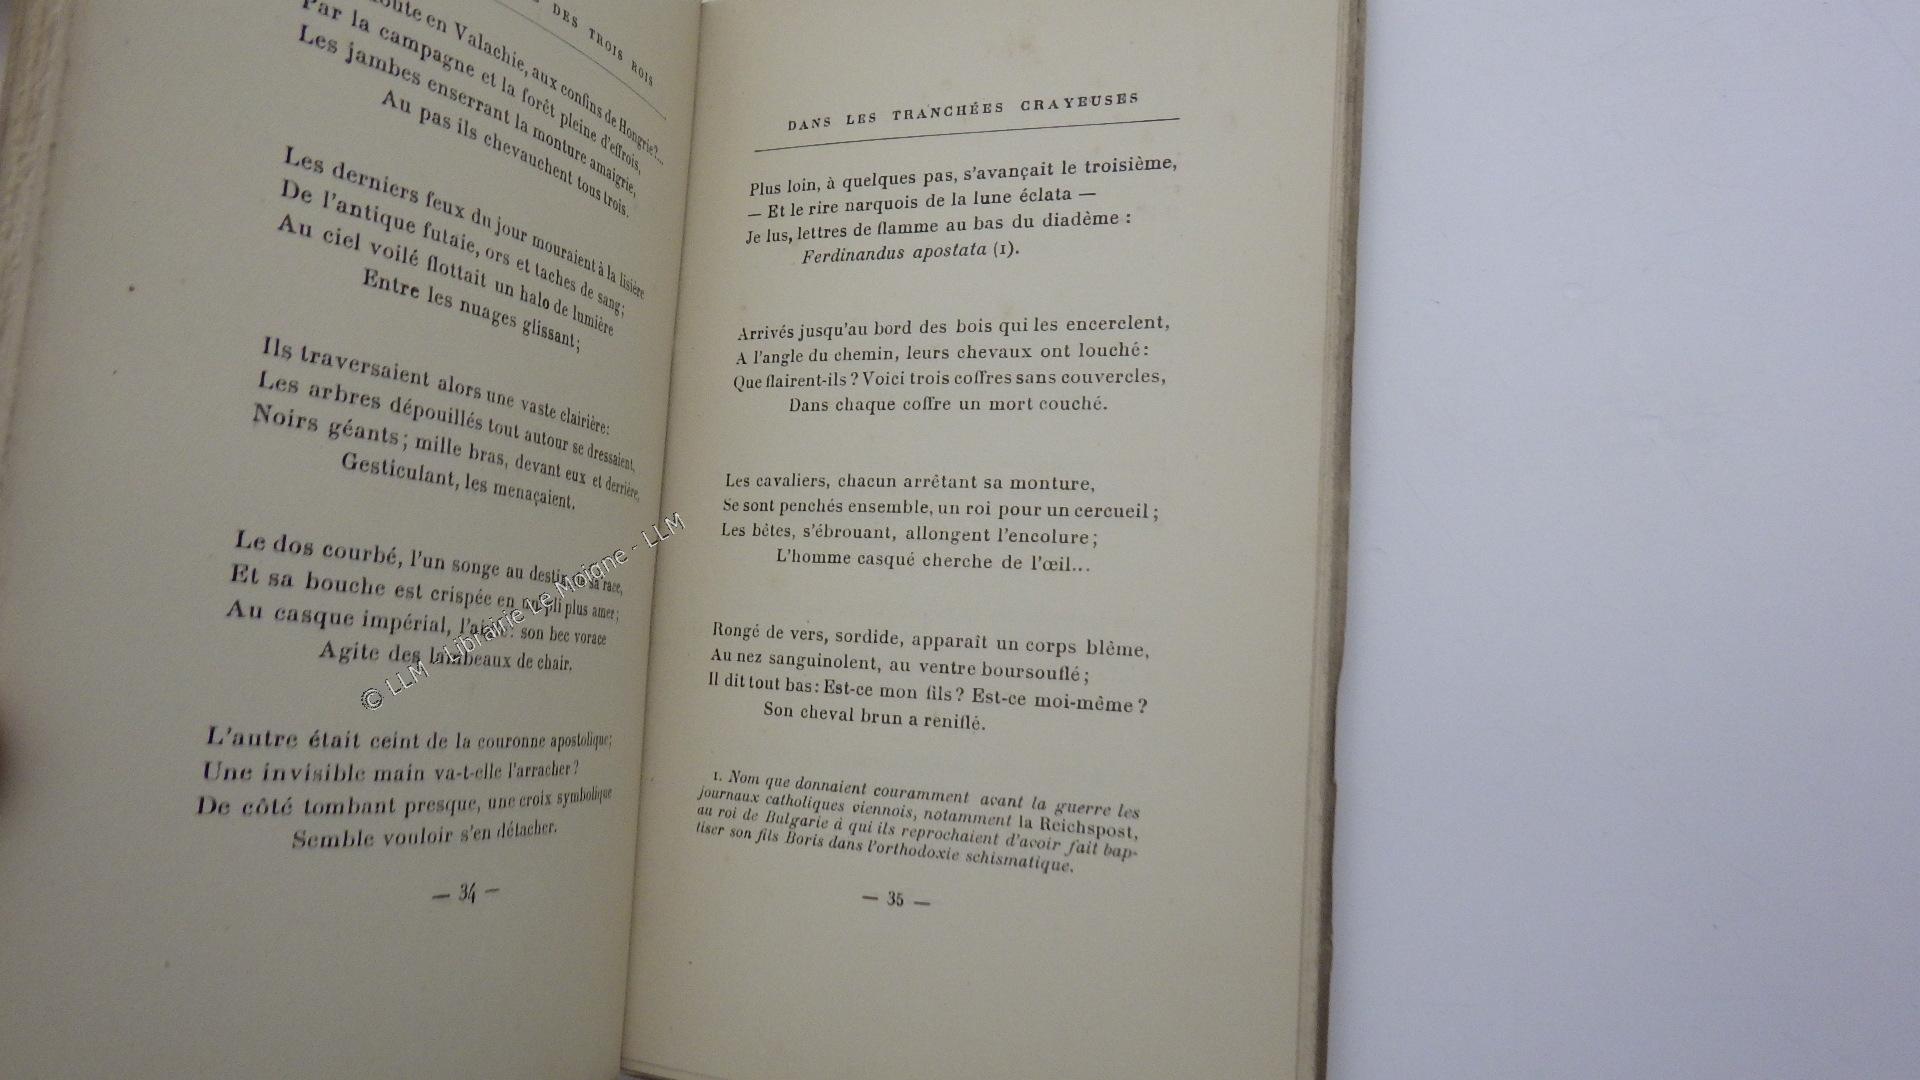 DES TROIS ROIS
en Valachie, aux confins de Hongrie?...
Par la campagne et la forêt pleine d'effrois,
Les jambes enserrant la monture amaigrie,
Au pas ils chevauchent tous trois.
Les derniers feux du jour mouraient à la lisière
De l'antique futaie, ors et taches de sang;
Au ciel voilé flottait un halo de lumière
Entre les nuages glissant;
Ils traversaient alors une vaste clairière:
Les arbres dépouillés tout autour se dressaient,
Noirs géants; mille bras, devant eux et derrière,
Gesticulant, les menaçaient.
Le dos courbé, l'un songe au destin de sa race,
Et sa bouche est crispée en un pli plus amer;
Au casque impérial, l'aigle: son bec vorace
Agite des lambeaux de chair.
L'autre était ceint de la couronne apostolique;
Une invisible main va-t-elle l'arracher?
De côté tombant presque, une croix symbolique
Semble vouloir s'en détacher.
— 34 —
© LLM - Librairie Le Moigne - LLM
DANS LES TRANCHÉES CRAYEUSES
Plus loin, à quelques pas, s'avançait le troisième,
— Et le rire narquois de la lune éclata —
Je lus, lettres de flamme au bas du diadème :
Ferdinandus apostata (1).
Arrivés jusqu'au bord des bois qui les encerclent,
A l'angle du chemin, leurs chevaux ont louché:
Que flairent-ils? Voici trois coffres sans couvercles,
Dans chaque coffre un mort couché.
Les cavaliers, chacun arrêtant sa monture,
Se sont penchés ensemble, un roi pour un cercueil;
Les bêtes, s'ébrouant, allongent l'encolure;
L'homme casqué cherche de l'œil...
Rongé de vers, sordide, apparaît un corps blême,
Au nez sanguinolent, au ventre boursouflé;
Il dit tout bas: Est-ce mon fils? Est-ce moi-même?
Son cheval brun a reniflé.
1. Nom que donnaient couramment avant la guerre les
journaux catholiques viennois, notamment la Reichspost,
au roi de Bulgarie à qui ils reprochaient d'avoir fait bap-
tiser son fils Boris dans l'orthodoxie schismatique.
— 35 —